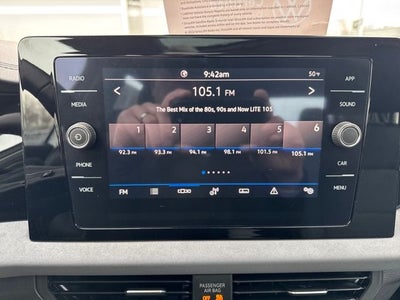 RADIO
MEDIA
PHONE
VOICE
9:42am
50°F
105.1 FM
The Best Mix of the 80s, 90s and Now LITE 105
1 2 3 4 5 6
92.3 FM 93.3 FM 94.1 FM 98.1 FM 101.5 FM 105.1 FM
FM
APP
SOUND
CAR
MENU
PASSENGER
AIR BAG
OFF